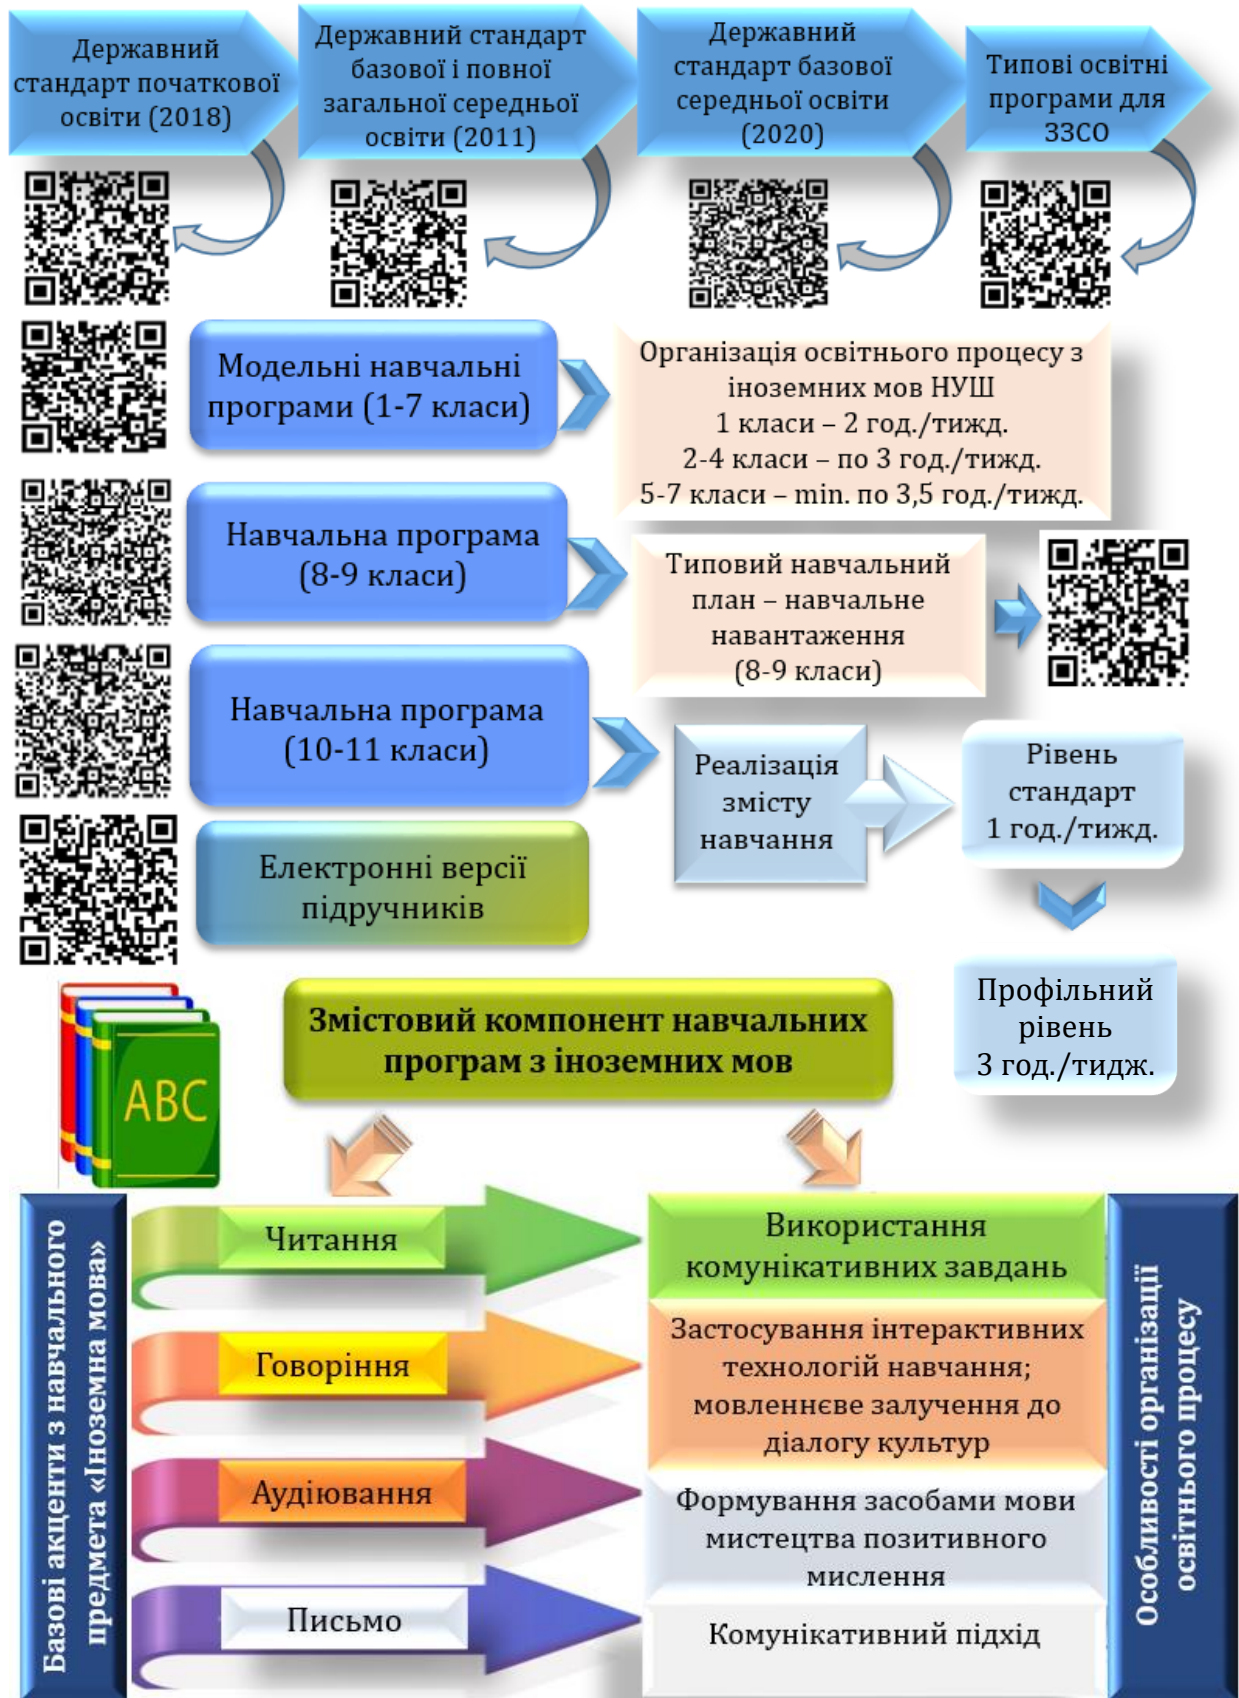 Державний
стандарт початкової
освіти (2018)
Державний стандарт
базової і повної
загальної середньої
освіти (2011)
Державний
стандарт базової
середньої освіти
(2020)
Типові освітні
програми для
ЗЗСО
Модельні навчальні
програми (1-7 класи)
Організація освітнього процесу з
іноземних мов НУШ
1 класи – 2 год./тижд.
2-4 класи – по 3 год./тижд.
5-7 класи – min. по 3,5 год./тижд.
Навчальна програма
(8-9 класи)
Типовий навчальний
план – навчальне
навантаження
(8-9 класи)
Навчальна програма
(10-11 класи)
Реалізація
змісту
навчання
Рівень
стандарт
1 год./тижд.
Електронні версії
підручників
Профільний
рівень
3 год./тидж.
ABC
Змістовий компонент навчальних
програм з іноземних мов
Базові акценти з навчального
предмета «Іноземна мова»
Читання
Використання
комунікативних завдань
Говоріння
Застосування інтерактивних
технологій навчання;
мовленнєве залучення до
діалогу культур
Аудіювання
Формування засобами мови
мистецтва позитивного
мислення
Письмо
Комунікативний підхід
Особливості організації
освітнього процесу